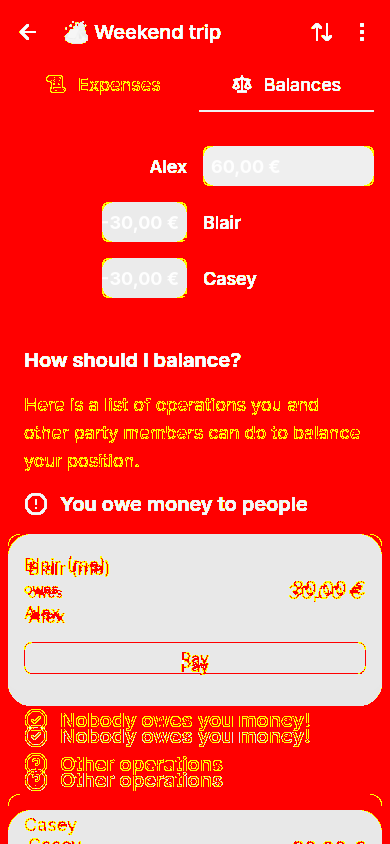 Weekend trip
Expenses Balances
Alex 60,00 €
-30,00 € Blair
-30,00 € Casey
How should I balance?
Here is a list of operations you and
other party members can do to balance
your position.
You owe money to people
Blair (me)
owes
Alex
Pay
Nobody owes you money!
Nobody owes you money!
Other operations
Other operations
Casey
Casey